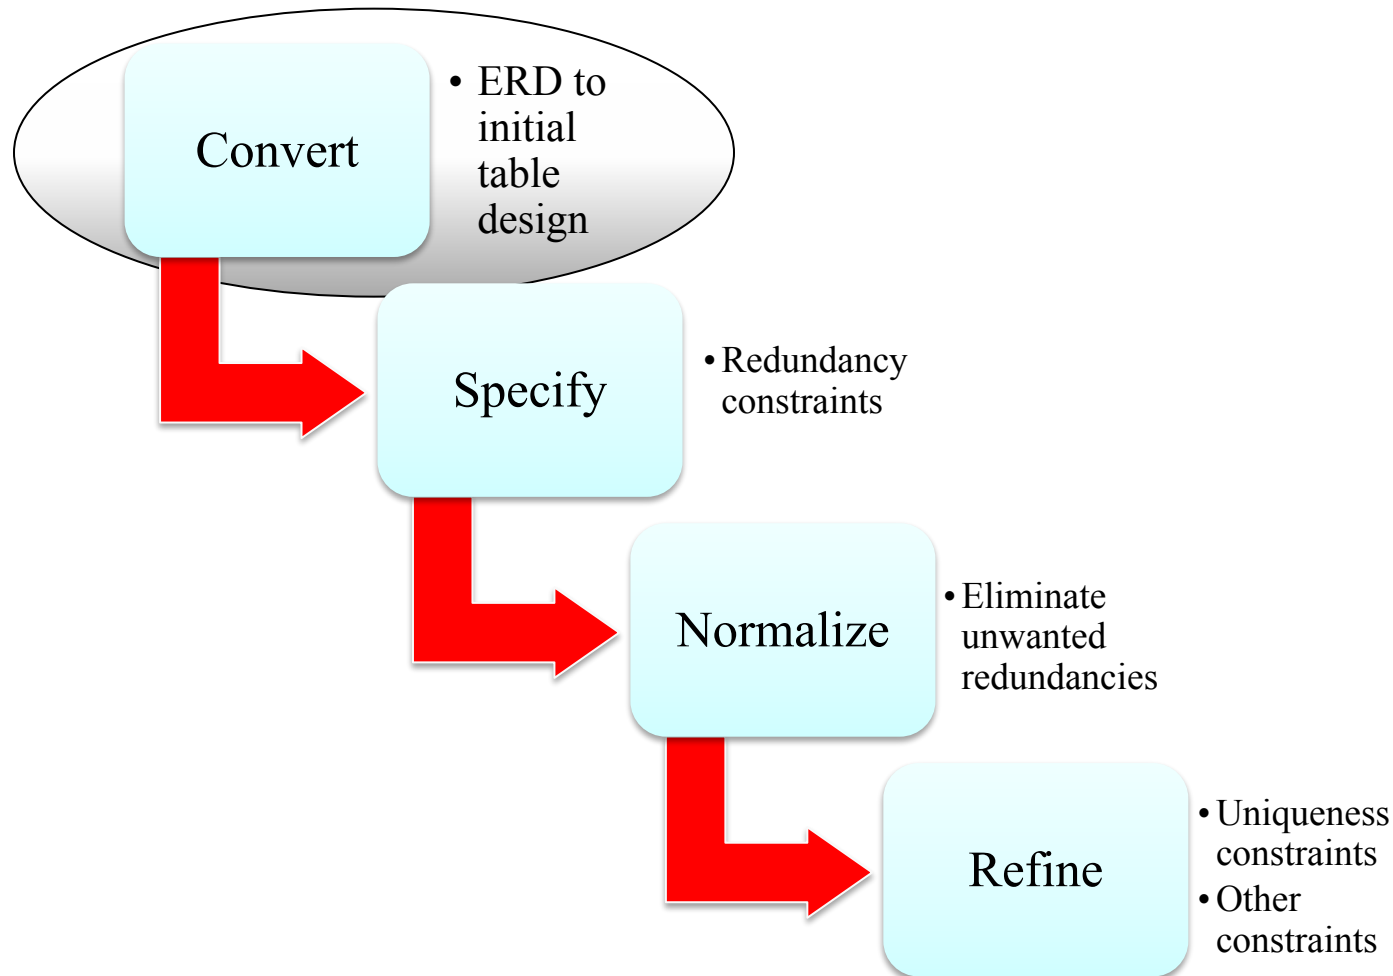 Convert
• ERD to
initial
table
design
Specify
• Redundancy
constraints
Normalize
• Eliminate
unwanted
redundancies
Refine
• Uniqueness
constraints
• Other
constraints